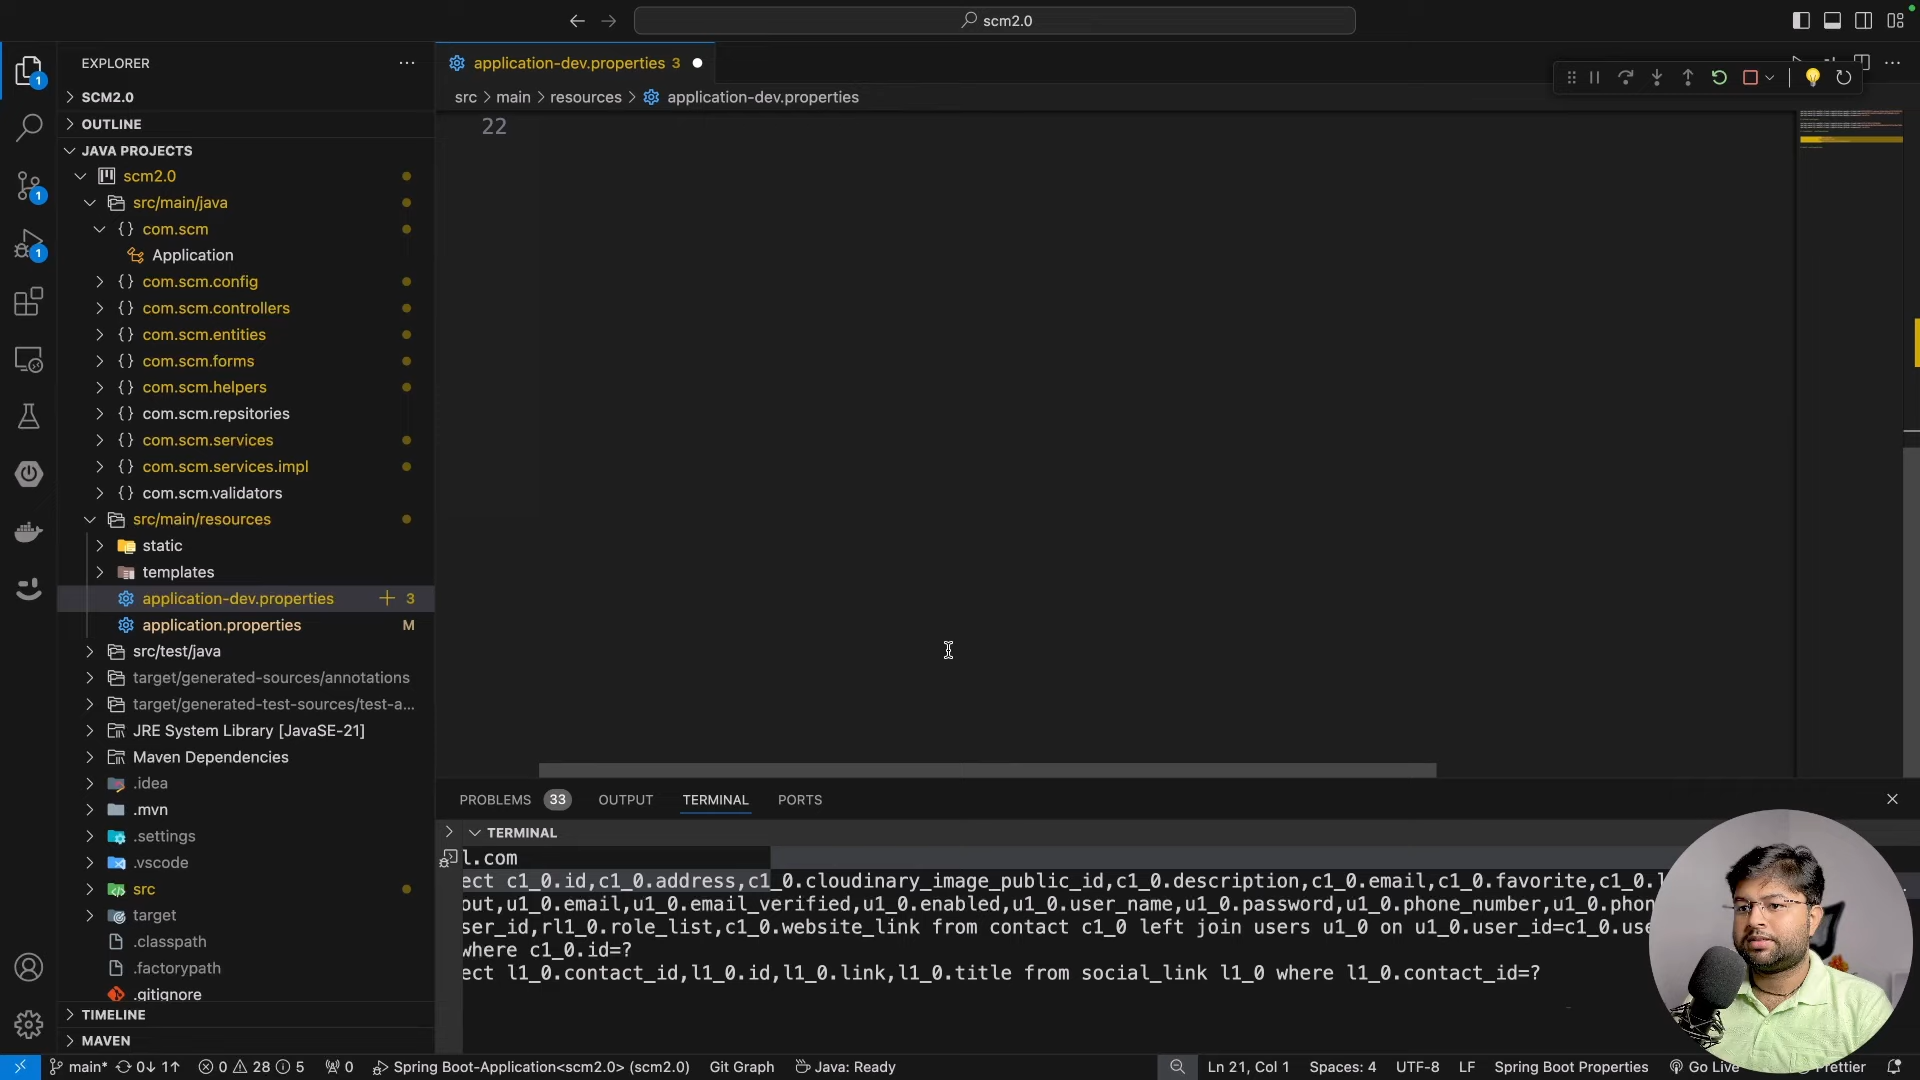 scm2.0
EXPLORER
SCM2.0
OUTLINE
JAVA PROJECTS
scm2.0
src/main/java
com.scm
Application
com.scm.config
com.scm.controllers
com.scm.entities
com.scm.forms
com.scm.helpers
com.scm.repsitories
com.scm.services
com.scm.services.impl
com.scm.validators
src/main/resources
static
templates
application-dev.properties 3
application.properties M
src/test/java
target/generated-sources/annotations
target/generated-test-sources/test-a...
JRE System Library [JavaSE-21]
Maven Dependencies
.idea
.mvn
.settings
.vscode
src
target
.classpath
.factorypath
.gitignore
TIMELINE
MAVEN
1
1
1
application-dev.properties 3
src > main > resources > application-dev.properties
22
PROBLEMS 33 OUTPUT TERMINAL PORTS
TERMINAL
l.com
ect c1_0.id,c1_0.address,c1_0.cloudinary_image_public_id,c1_0.description,c1_0.email,c1_0.favorite,c1_0.l
out,u1_0.email,u1_0.email_verified,u1_0.enabled,u1_0.user_name,u1_0.password,u1_0.phone_number,u1_0.phon
ser_id,rl1_0.role_list,c1_0.website_link from contact c1_0 left join users u1_0 on u1_0.user_id=c1_0.use
where c1_0.id=?
ect l1_0.contact_id,l1_0.id,l1_0.link,l1_0.title from social_link l1_0 where l1_0.contact_id=?
main* 0↓ 1↑ 0 28 5 0 Spring Boot-Application<scm2.0> (scm2.0) Git Graph Java: Ready Ln 21, Col 1 Spaces: 4 UTF-8 LF Spring Boot Properties Go Live Prettier